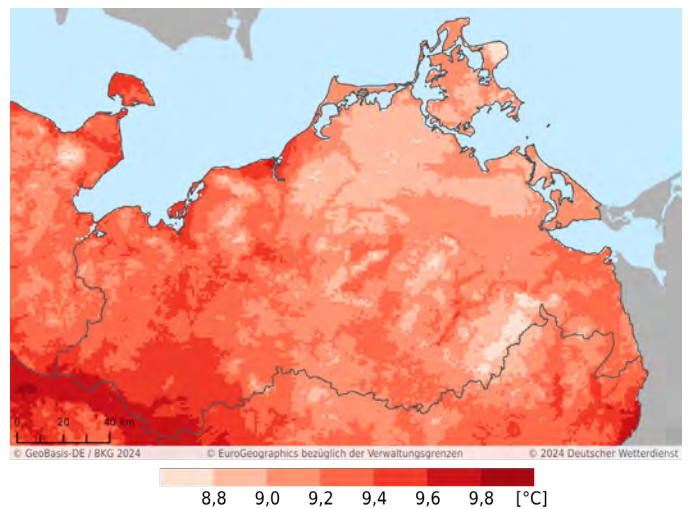 0 20 40 km
© GeoBasis-DE / BKG 2024 © EuroGeographics bezüglich der Verwaltungsgrenzen © 2024 Deutscher Wetterdienst
8,8 9,0 9,2 9,4 9,6 9,8 [°C]